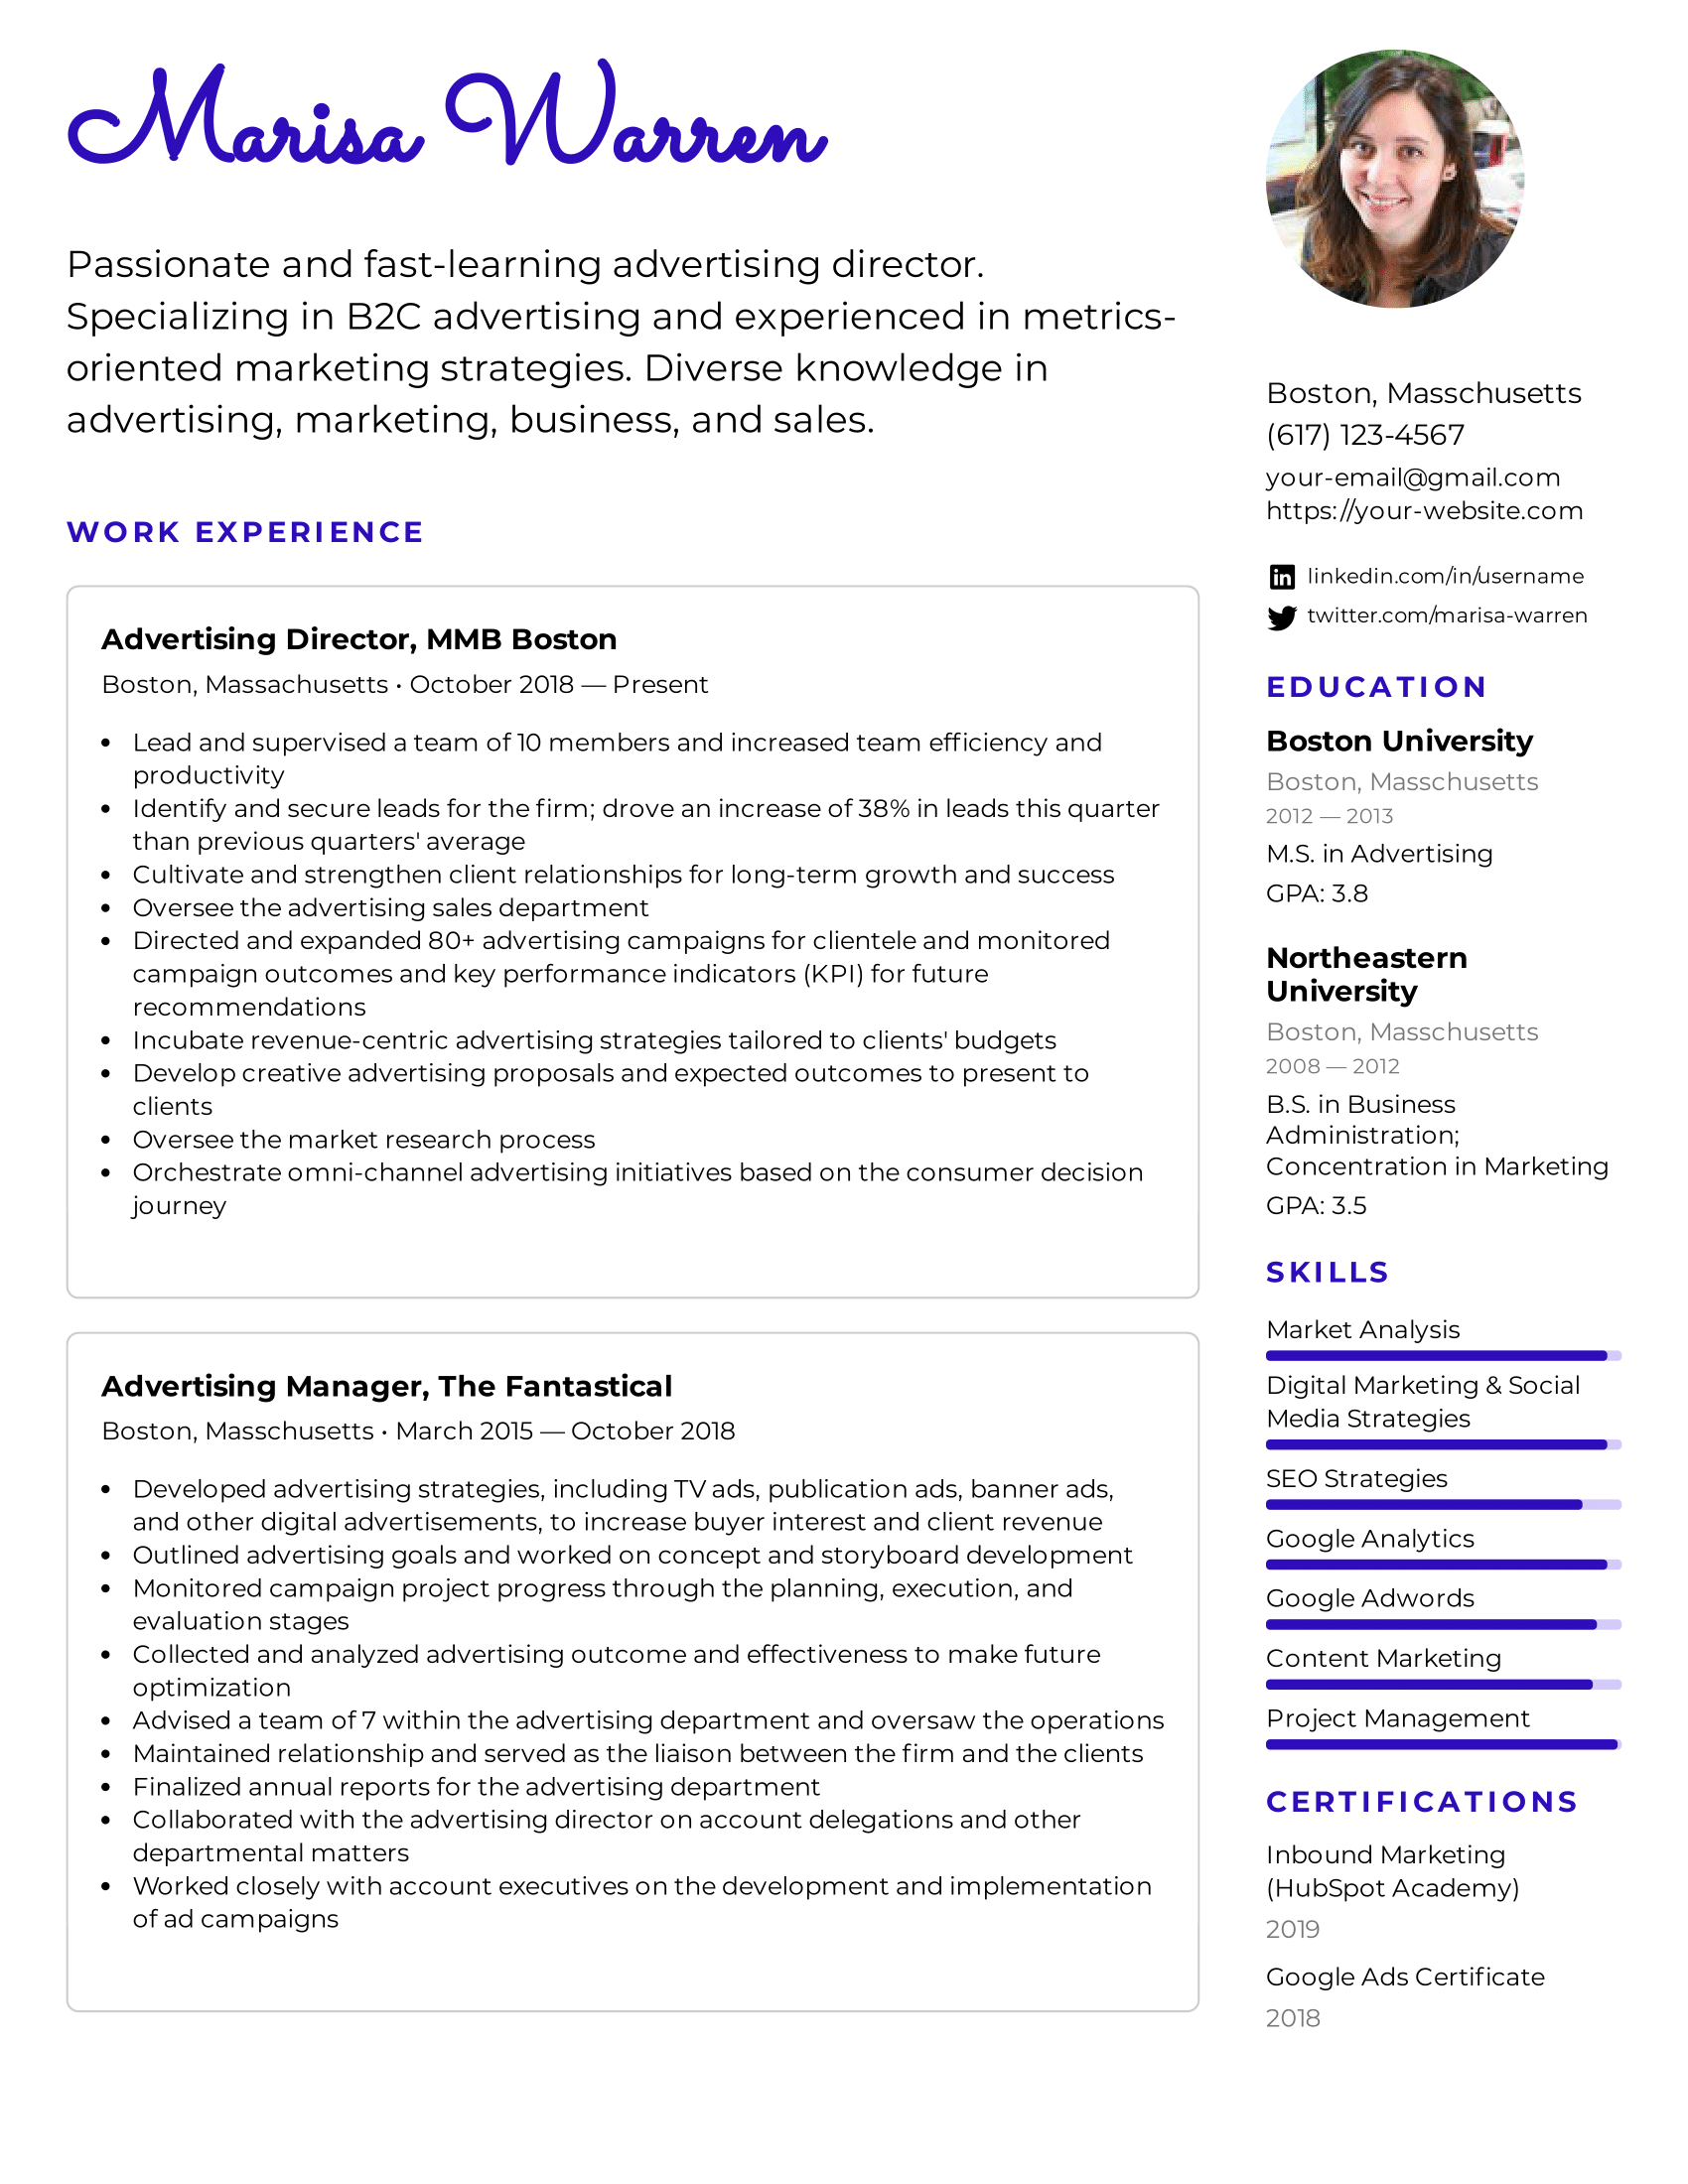 Marisa Warren
Passionate and fast-learning advertising director.
Specializing in B2C advertising and experienced in metrics-
oriented marketing strategies. Diverse knowledge in
advertising, marketing, business, and sales.
WORK EXPERIENCE
Advertising Director, MMB Boston
Boston, Massachusetts • October 2018 — Present
• Lead and supervised a team of 10 members and increased team efficiency and
productivity
• Identify and secure leads for the firm; drove an increase of 38% in leads this quarter
than previous quarters' average
• Cultivate and strengthen client relationships for long-term growth and success
• Oversee the advertising sales department
• Directed and expanded 80+ advertising campaigns for clientele and monitored
campaign outcomes and key performance indicators (KPI) for future
recommendations
• Incubate revenue-centric advertising strategies tailored to clients' budgets
• Develop creative advertising proposals and expected outcomes to present to
clients
• Oversee the market research process
• Orchestrate omni-channel advertising initiatives based on the consumer decision
journey
Advertising Manager, The Fantastical
Boston, Masschusetts • March 2015 — October 2018
• Developed advertising strategies, including TV ads, publication ads, banner ads,
and other digital advertisements, to increase buyer interest and client revenue
• Outlined advertising goals and worked on concept and storyboard development
• Monitored campaign project progress through the planning, execution, and
evaluation stages
• Collected and analyzed advertising outcome and effectiveness to make future
optimization
• Advised a team of 7 within the advertising department and oversaw the operations
• Maintained relationship and served as the liaison between the firm and the clients
• Finalized annual reports for the advertising department
• Collaborated with the advertising director on account delegations and other
departmental matters
• Worked closely with account executives on the development and implementation
of ad campaigns
Boston, Masschusetts
(617) 123-4567
your-email@gmail.com
https://your-website.com
linkedin.com/in/username
twitter.com/marisa-warren
EDUCATION
Boston University
Boston, Masschusetts
2012 — 2013
M.S. in Advertising
GPA: 3.8
Northeastern
University
Boston, Masschusetts
2008 — 2012
B.S. in Business
Administration;
Concentration in Marketing
GPA: 3.5
SKILLS
Market Analysis
Digital Marketing & Social
Media Strategies
SEO Strategies
Google Analytics
Google Adwords
Content Marketing
Project Management
CERTIFICATIONS
Inbound Marketing
(HubSpot Academy)
2019
Google Ads Certificate
2018